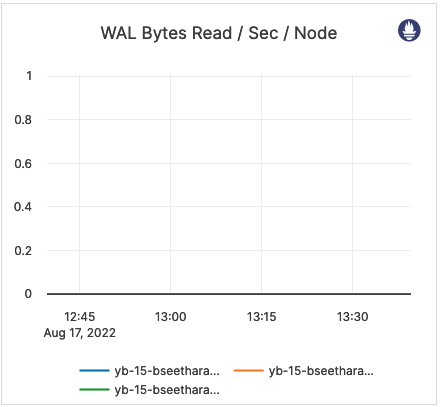 WAL Bytes Read / Sec / Node
1
0.8
0.6
0.4
0.2
0
12:45 13:00 13:15 13:30
Aug 17, 2022
yb-15-bseethara... yb-15-bseethara...
yb-15-bseethara...